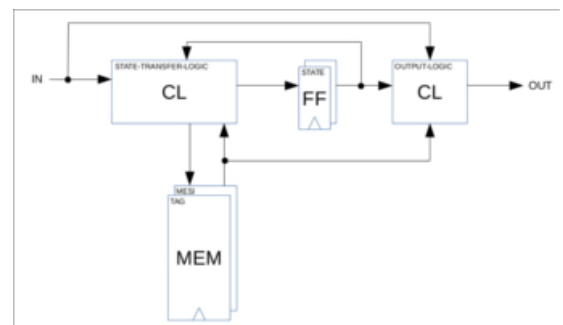 IN
STATE-TRANSFER-LOGIC
CL
STATE
FF
OUTPUT-LOGIC
CL
OUT
MESI
TAG
MEM